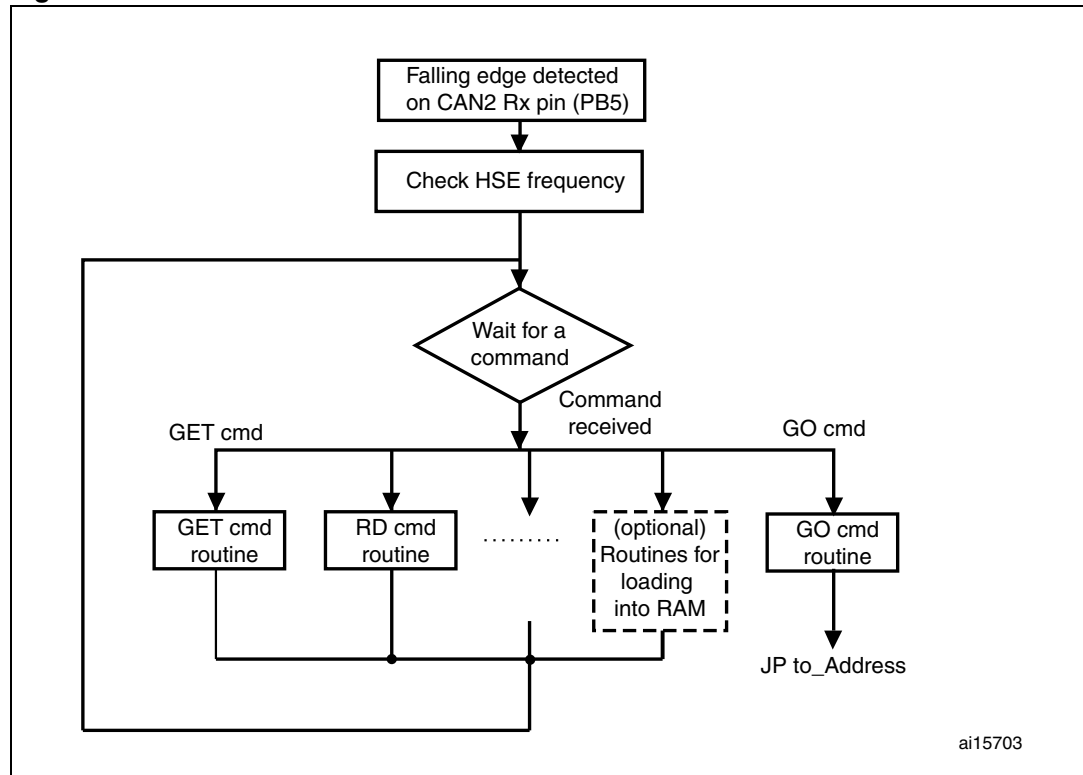 Falling edge detected
on CAN2 Rx pin (PB5)
Check HSE frequency
Wait for a
command
Command
received
GET cmd
GO cmd
GET cmd
routine
RD cmd
routine
.........
(optional)
Routines for
loading
into RAM
GO cmd
routine
JP to_Address
ai15703